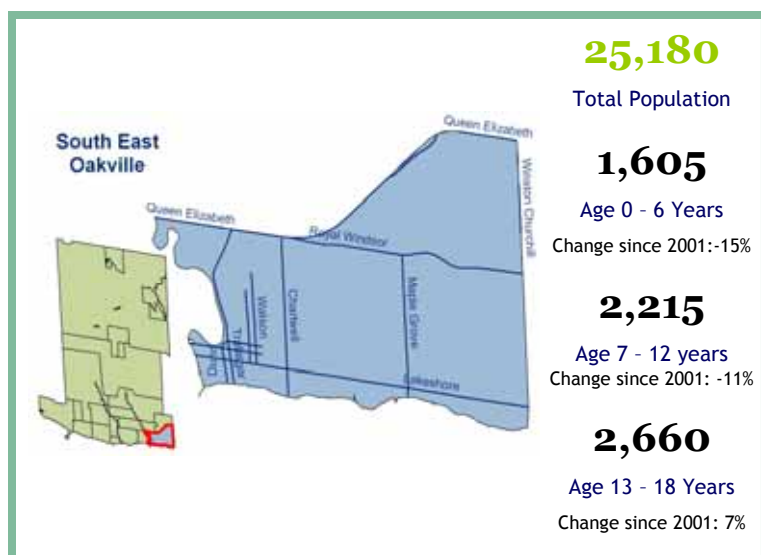 25,180
Total Population
South East
Oakville
1,605
Age 0 - 6 Years
Change since 2001:-15%
2,215
Age 7 - 12 years
Change since 2001: -11%
2,660
Age 13 - 18 Years
Change since 2001: 7%
Queen Elizabeth
Winston Churchill
Queen Elizabeth
Royal Windsor
Maple Grove
Chartwell
Watson
Trafalgar
Lakeshore